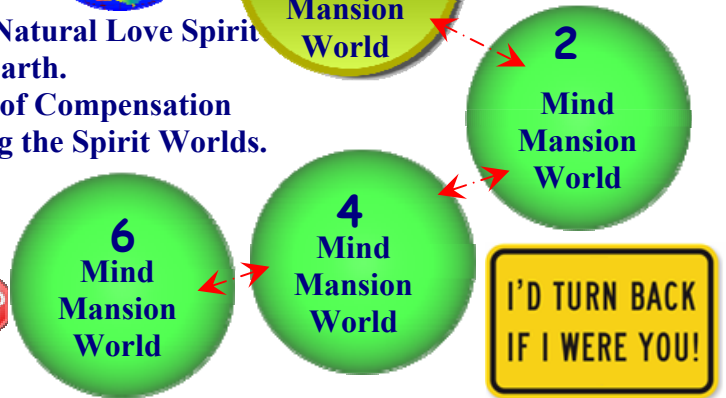 Natural Love Spirit
arth.
of Compensation
g the Spirit Worlds.
Mansion
World
2
Mind
Mansion
World
4
Mind
Mansion
World
6
Mind
Mansion
World
I'D TURN BACK
IF I WERE YOU!